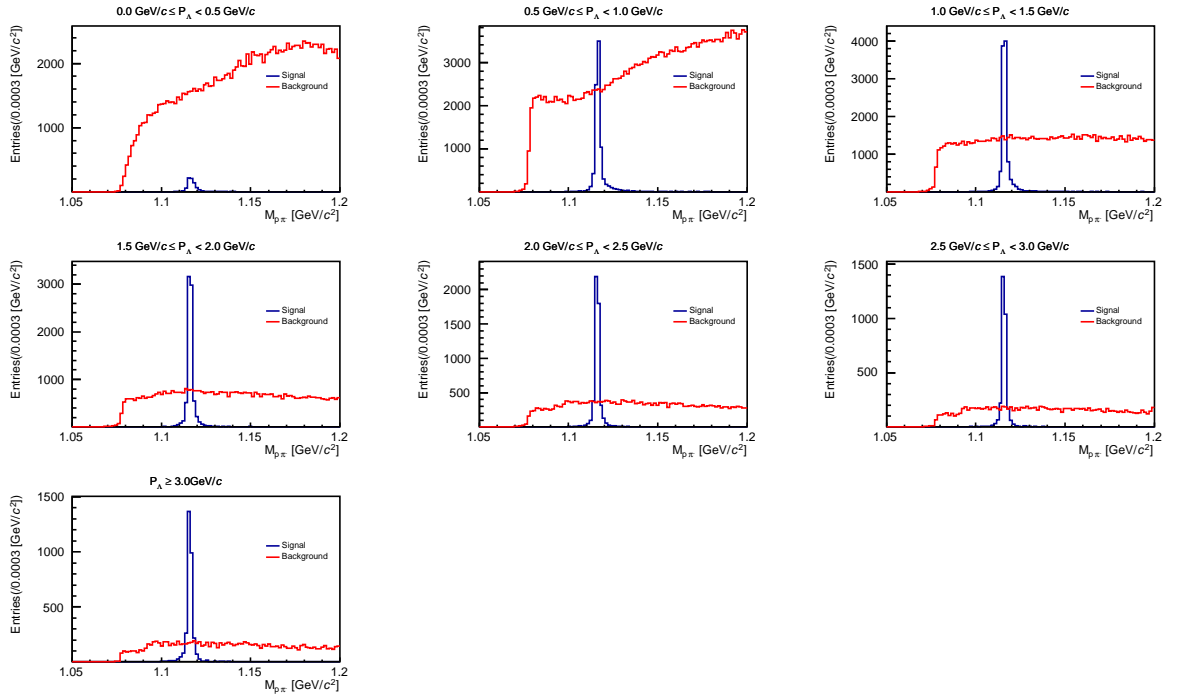 0.0 GeV/c ≤ P_Λ < 0.5 GeV/c
Entries(/0.0003 [GeV/c²])
2000
1000
Signal
Background
1.05 1.1 1.15 1.2
M_pπ⁻ [GeV/c²]
0.5 GeV/c ≤ P_Λ < 1.0 GeV/c
Entries(/0.0003 [GeV/c²])
3000
2000
1000
Signal
Background
1.05 1.1 1.15 1.2
M_pπ⁻ [GeV/c²]
1.0 GeV/c ≤ P_Λ < 1.5 GeV/c
Entries(/0.0003 [GeV/c²])
4000
3000
2000
1000
Signal
Background
1.05 1.1 1.15 1.2
M_pπ⁻ [GeV/c²]
1.5 GeV/c ≤ P_Λ < 2.0 GeV/c
Entries(/0.0003 [GeV/c²])
3000
2000
1000
Signal
Background
1.05 1.1 1.15 1.2
M_pπ⁻ [GeV/c²]
2.0 GeV/c ≤ P_Λ < 2.5 GeV/c
Entries(/0.0003 [GeV/c²])
2000
1500
1000
500
Signal
Background
1.05 1.1 1.15 1.2
M_pπ⁻ [GeV/c²]
2.5 GeV/c ≤ P_Λ < 3.0 GeV/c
Entries(/0.0003 [GeV/c²])
1500
1000
500
Signal
Background
1.05 1.1 1.15 1.2
M_pπ⁻ [GeV/c²]
P_Λ ≥ 3.0GeV/c
Entries(/0.0003 [GeV/c²])
1500
1000
500
Signal
Background
1.05 1.1 1.15 1.2
M_pπ⁻ [GeV/c²]